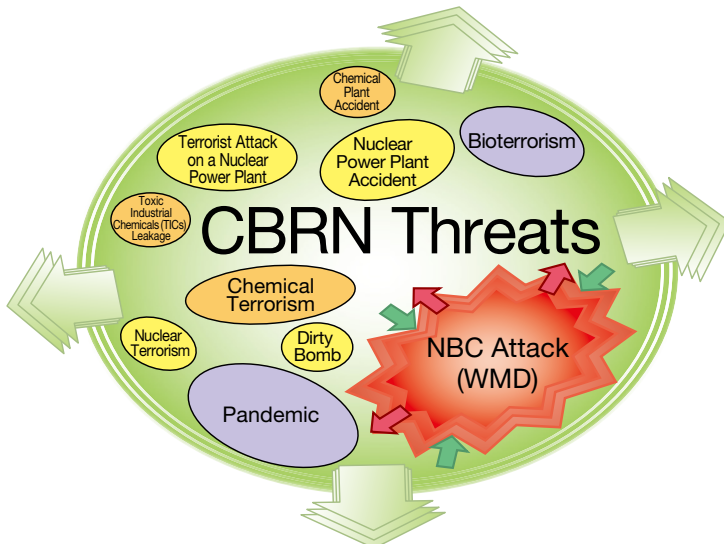 Chemical
Plant
Accident
Terrorist Attack
on a Nuclear
Power Plant
Nuclear
Power Plant
Accident
Bioterrorism
Toxic
Industrial
Chemicals (TICs)
Leakage
CBRN Threats
Chemical
Terrorism
Nuclear
Terrorism
Dirty
Bomb
NBC Attack
(WMD)
Pandemic